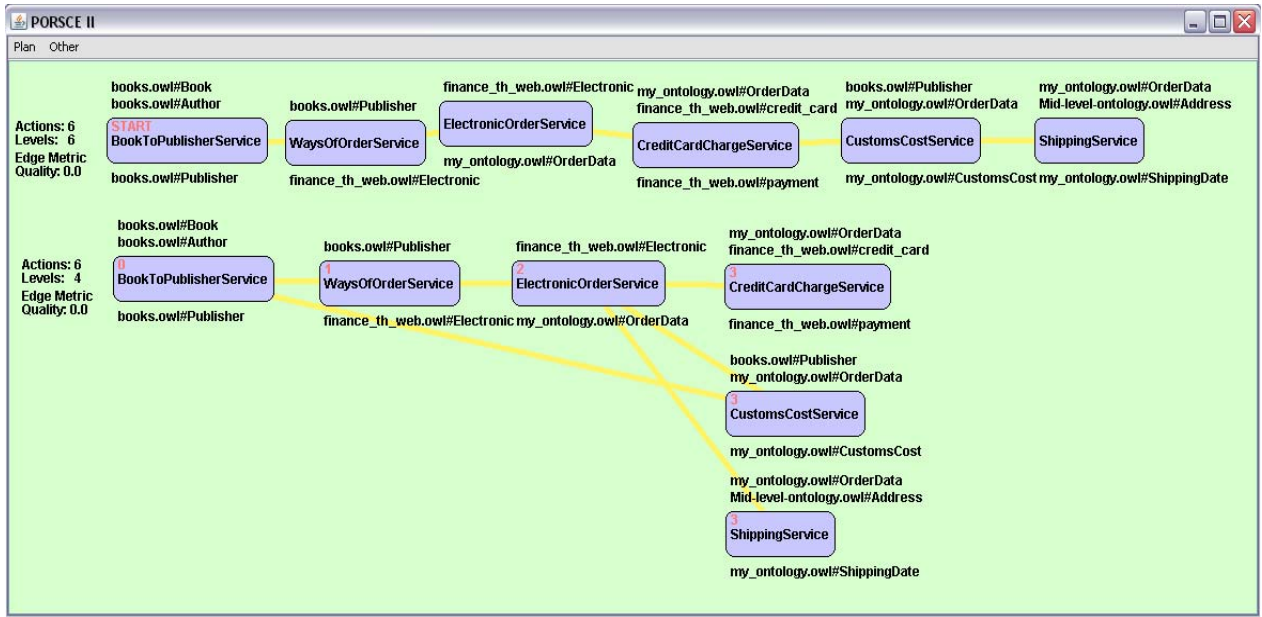 PORSCE II
Plan Other
Actions: 6
Levels: 6
Edge Metric
Quality: 0.0
books.owl#Book
books.owl#Author
START
BookToPublisherService
books.owl#Publisher
books.owl#Publisher
WaysOfOrderService
finance_th_web.owl#Electronic
finance_th_web.owl#Electronic
ElectronicOrderService
my_ontology.owl#OrderData
my_ontology.owl#OrderData
finance_th_web.owl#credit_card
CreditCardChargeService
finance_th_web.owl#payment
books.owl#Publisher
my_ontology.owl#OrderData
CustomsCostService
my_ontology.owl#CustomsCost
my_ontology.owl#OrderData
Mid-level-ontology.owl#Address
ShippingService
my_ontology.owl#ShippingDate
Actions: 6
Levels: 4
Edge Metric
Quality: 0.0
books.owl#Book
books.owl#Author
0
BookToPublisherService
books.owl#Publisher
books.owl#Publisher
1
WaysOfOrderService
finance_th_web.owl#Electronic
finance_th_web.owl#Electronic
2
ElectronicOrderService
my_ontology.owl#OrderData
my_ontology.owl#OrderData
finance_th_web.owl#credit_card
3
CreditCardChargeService
finance_th_web.owl#payment
books.owl#Publisher
my_ontology.owl#OrderData
3
CustomsCostService
my_ontology.owl#CustomsCost
my_ontology.owl#OrderData
Mid-level-ontology.owl#Address
3
ShippingService
my_ontology.owl#ShippingDate